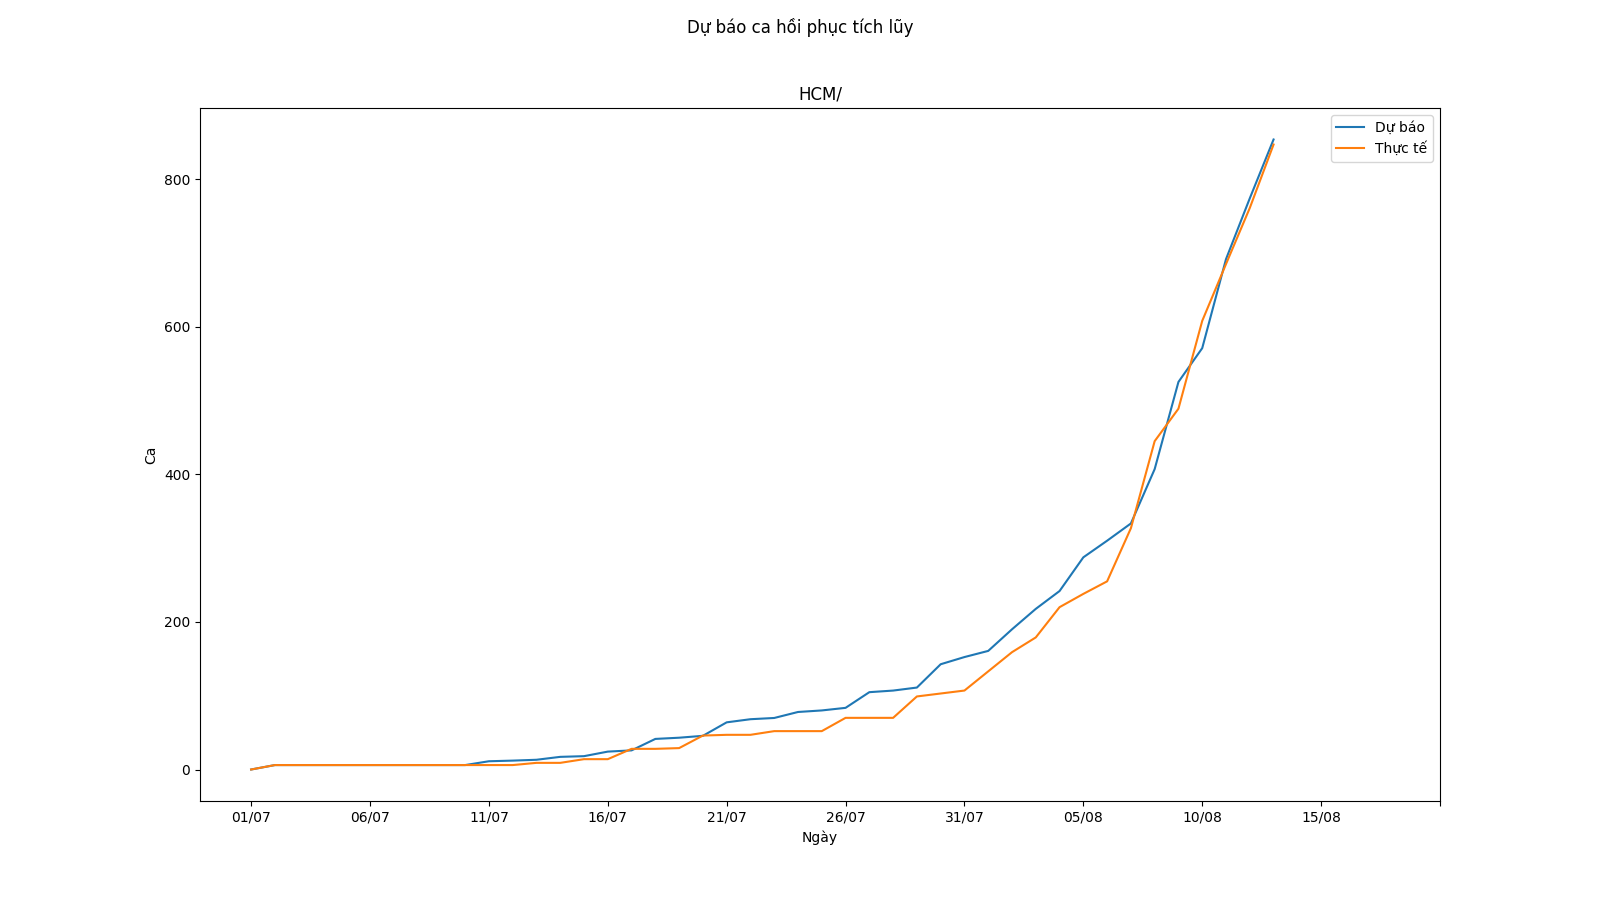 Dự báo ca hồi phục tích lũy
HCM/
Dự báo
Thực tế
800
600
400
200
0
Ca
01/07 06/07 11/07 16/07 21/07 26/07 31/07 05/08 10/08 15/08
Ngày